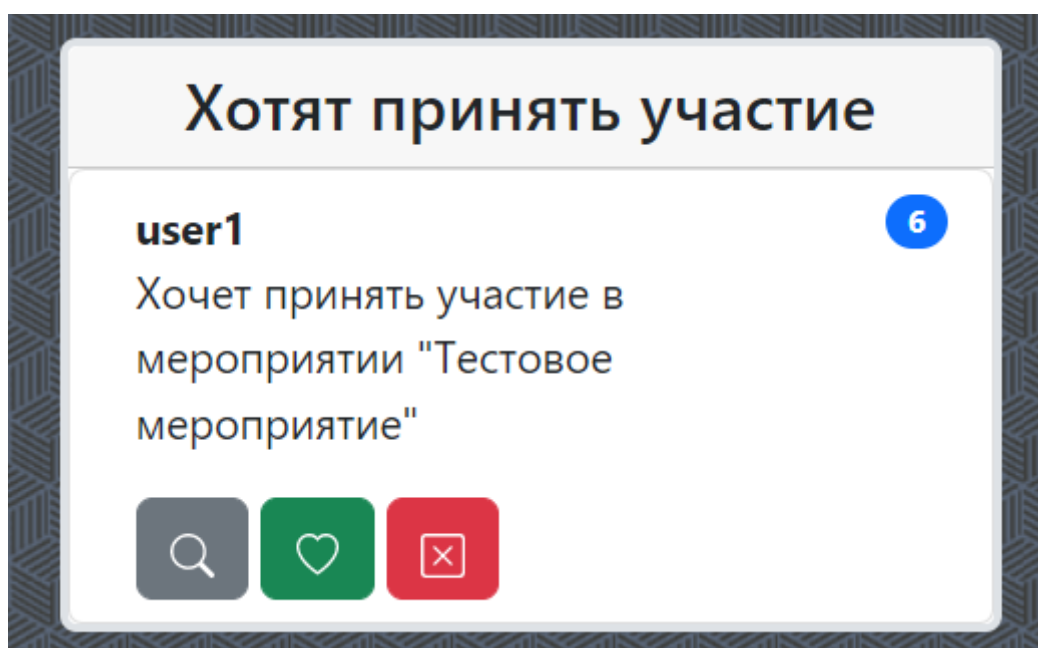 Хотят принять участие
user1
6
Хочет принять участие в
мероприятии "Тестовое
мероприятие"